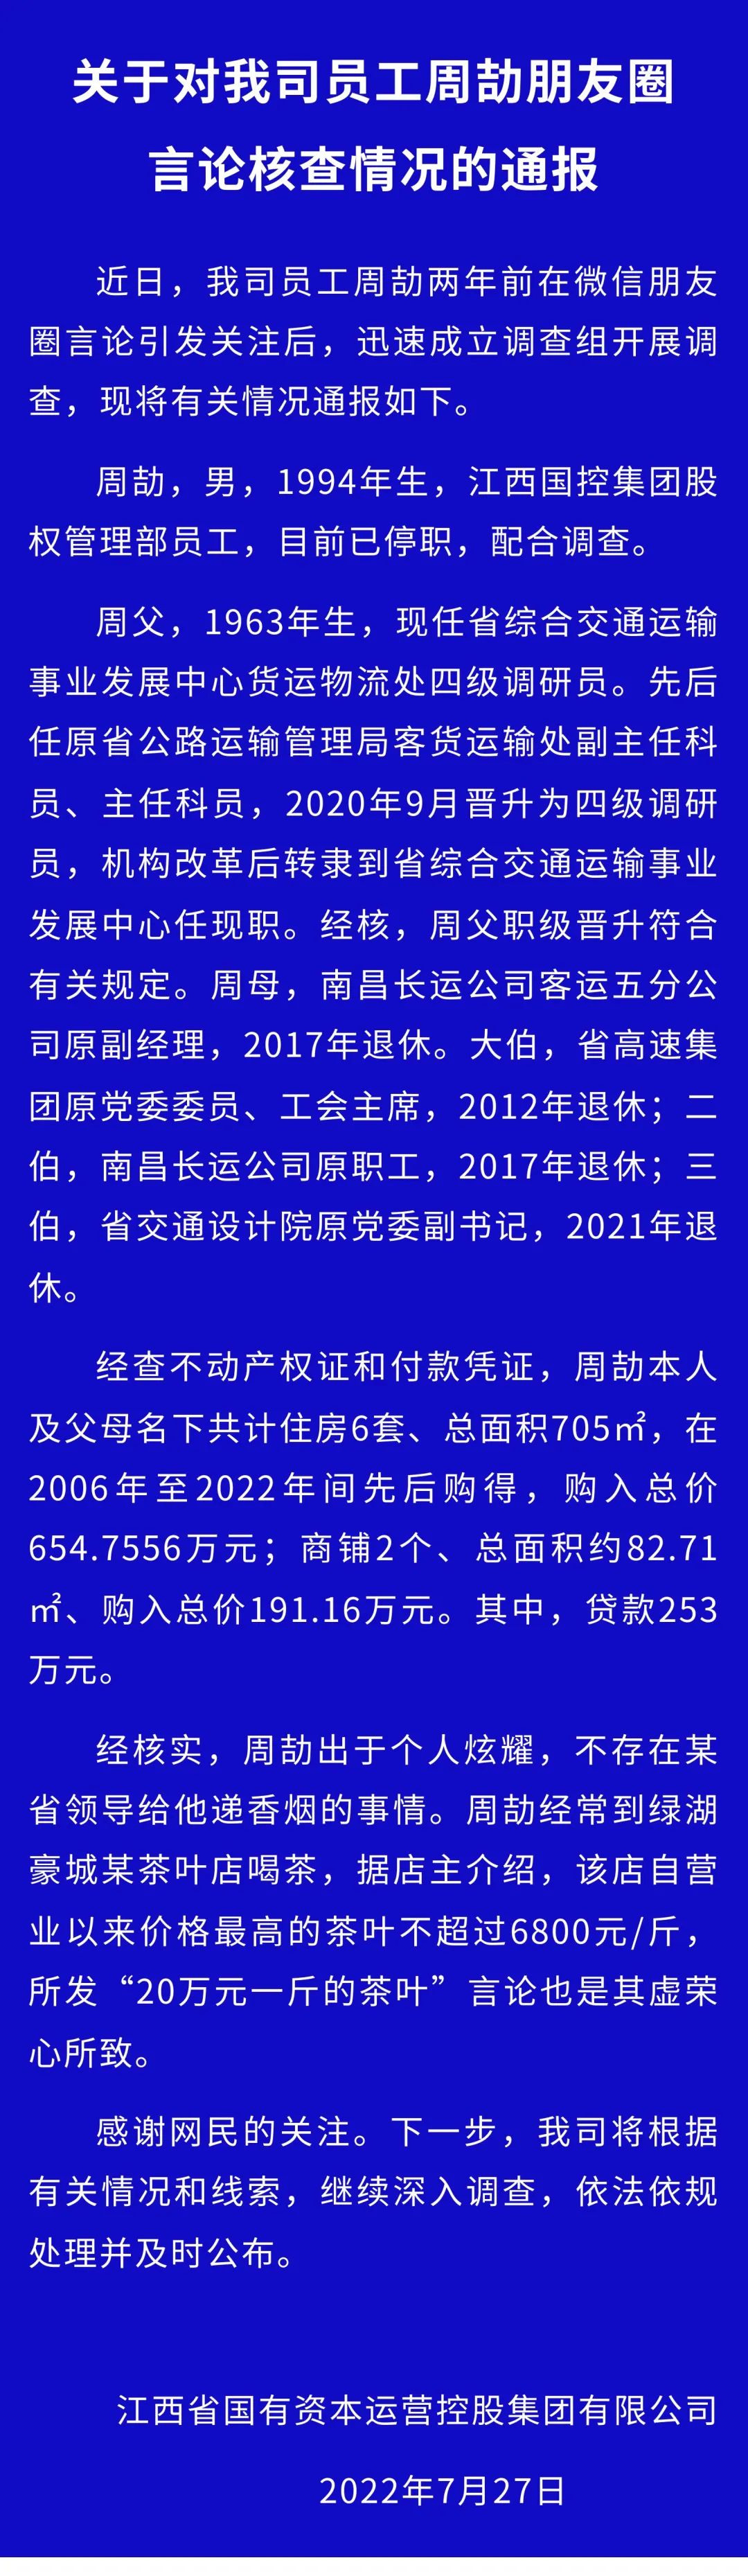 关于对我司员工周劼朋友圈
言论核查情况的通报
近日，我司员工周劼两年前在微信朋友
圈言论引发关注后，迅速成立调查组开展调
查，现将有关情况通报如下。
周劼，男，1994年生，江西国控集团股
权管理部员工，目前已停职，配合调查。
周父，1963年生，现任省综合交通运输
事业发展中心货运物流处四级调研员。先后
任原省公路运输管理局客货运输处副主任科
员、主任科员，2020年9月晋升为四级调研
员，机构改革后转隶到省综合交通运输事业
发展中心任现职。经核，周父职级晋升符合
有关规定。周母，南昌长运公司客运五分公
司原副经理，2017年退休。大伯，省高速集
团原党委委员、工会主席，2012年退休；二
伯，南昌长运公司原职工，2017年退休；三
伯，省交通设计院原党委副书记，2021年退
休。
经查不动产权证和付款凭证，周劼本人
及父母名下共计住房6套、总面积705㎡，在
2006年至2022年间先后购得，购入总价
654.7556万元；商铺2个、总面积约82.71
㎡、购入总价191.16万元。其中，贷款253
万元。
经核实，周劼出于个人炫耀，不存在某
省领导给他递香烟的事情。周劼经常到绿湖
豪城某茶叶店喝茶，据店主介绍，该店自营
业以来价格最高的茶叶不超过6800元/斤，
所发“20万元一斤的茶叶”言论也是其虚荣
心所致。
感谢网民的关注。下一步，我司将根据
有关情况和线索，继续深入调查，依法依规
处理并及时公布。
江西省国有资本运营控股集团有限公司
2022年7月27日